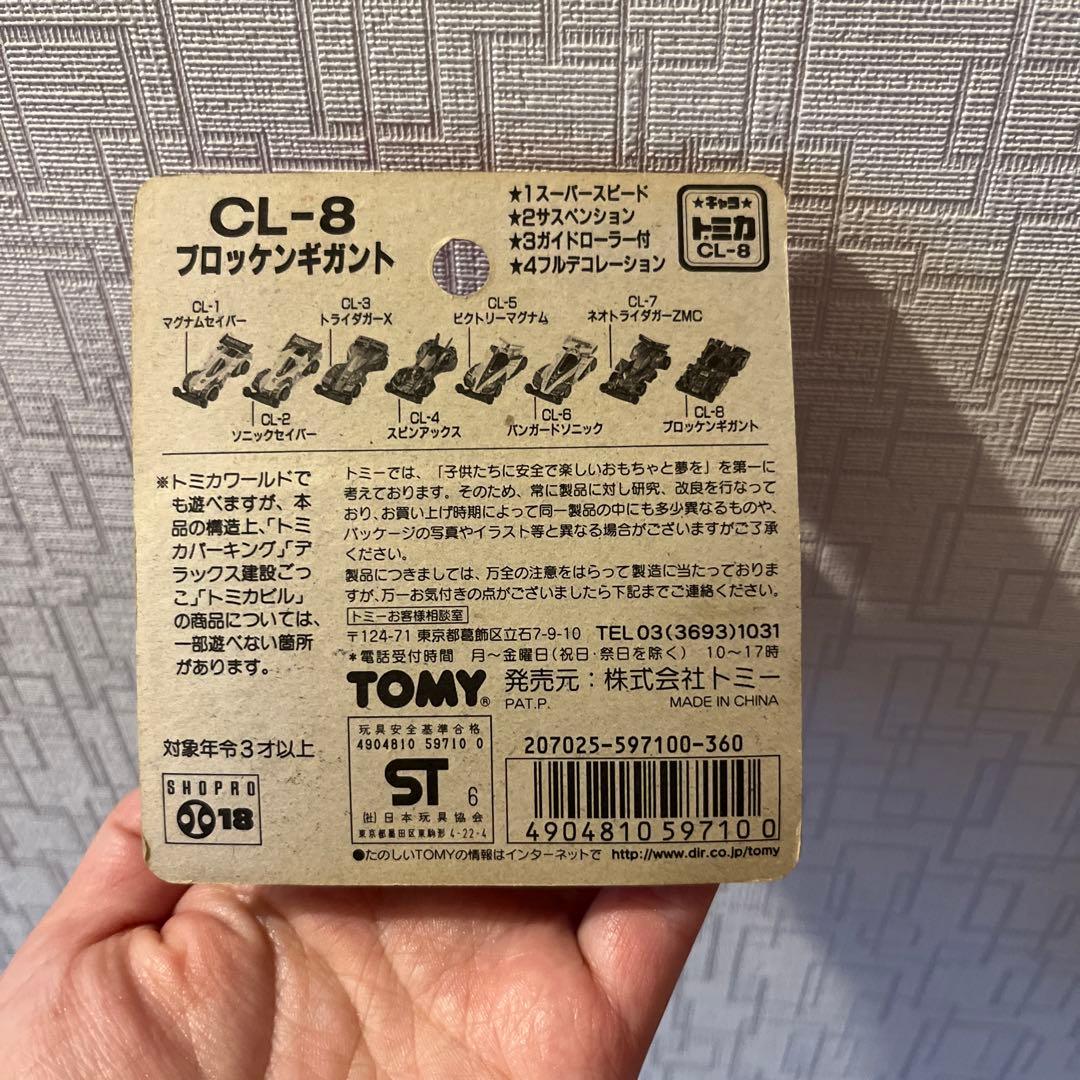 CL-8
ブロッケンギガント
★1スーパースピード
★2サスペンション
★3ガイドローラー付
★4フルデコレーション
★チョロ★
トミカ
CL-8
CL-1
マグナムセイバー
CL-3
トライダガーX
CL-5
ビクトリーマグナム
CL-7
ネオトライダガーZMC
CL-2
ソニックセイバー
CL-4
スピンアックス
CL-6
バンガードソニック
CL-8
ブロッケンギガント
※トミカワールドで
も遊べますが、本
品の構造上、「トミ
カパーキング」「デ
ラックス建設ごっ
こ」「トミカビル」
の商品については、
一部遊べない箇所
があります。
トミーでは、「子供たちに安全で楽しいおもちゃと夢を」を第一に
考えております。そのため、常に製品に対し研究、改良を行なって
おり、お買い上げ時期によって同一製品の中にも多少異なるものや、
パッケージの写真やイラスト等と異なる場合がございますがご了承
ください。
製品につきましては、万全の注意をはらって製造に当たっております
が、万一お気付きの点がございましたら下記までご連絡ください。
トミーお客様相談室
〒124-71 東京都葛飾区立石7-9-10 TEL 03(3693)1031
*電話受付時間 月～金曜日(祝日・祭日を除く) 10～17時
TOMY® 発売元：株式会社トミー
PAT.P. MADE IN CHINA
対象年令3才以上
SHOPRO
18
玩具安全基準合格
4904810 59710 0
ST 6
(社)日本玩具協会
東京都墨田区東駒形 4-22-4
207025-597100-360
4904810 597100
●たのしいTOMYの情報はインターネットで http://www.dir.co.jp/tomy